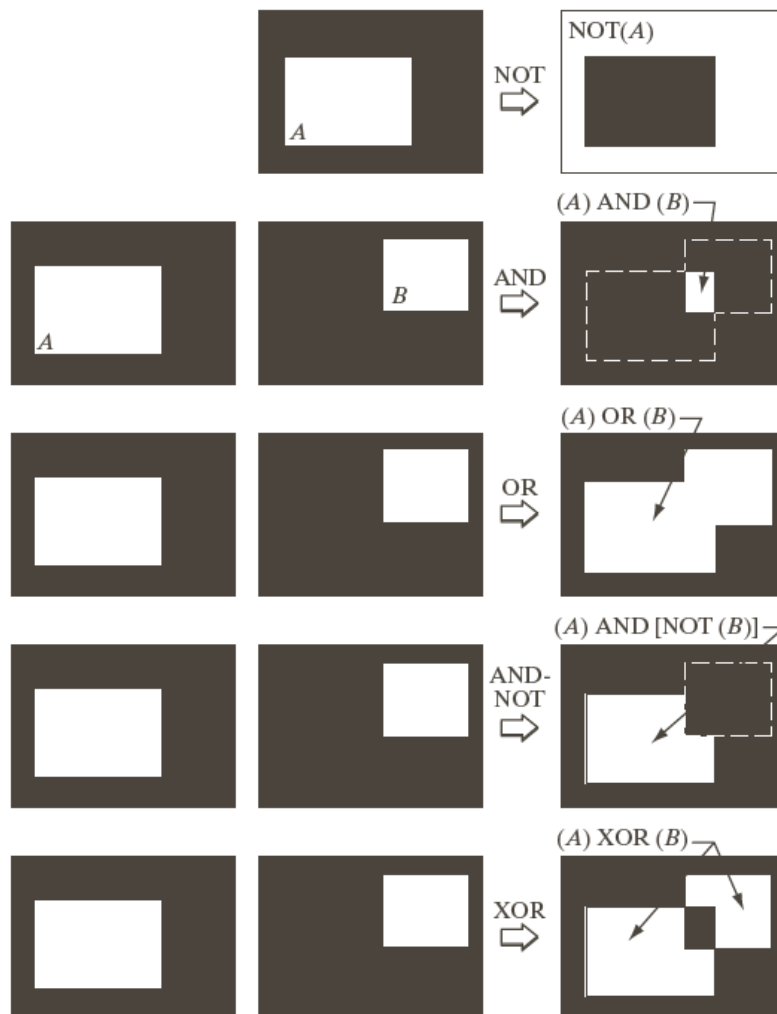 NOT
NOT(A)
A
(A) AND (B)
AND
B
A
(A) OR (B)
OR
(A) AND [NOT (B)]
AND-
NOT
(A) XOR (B)
XOR